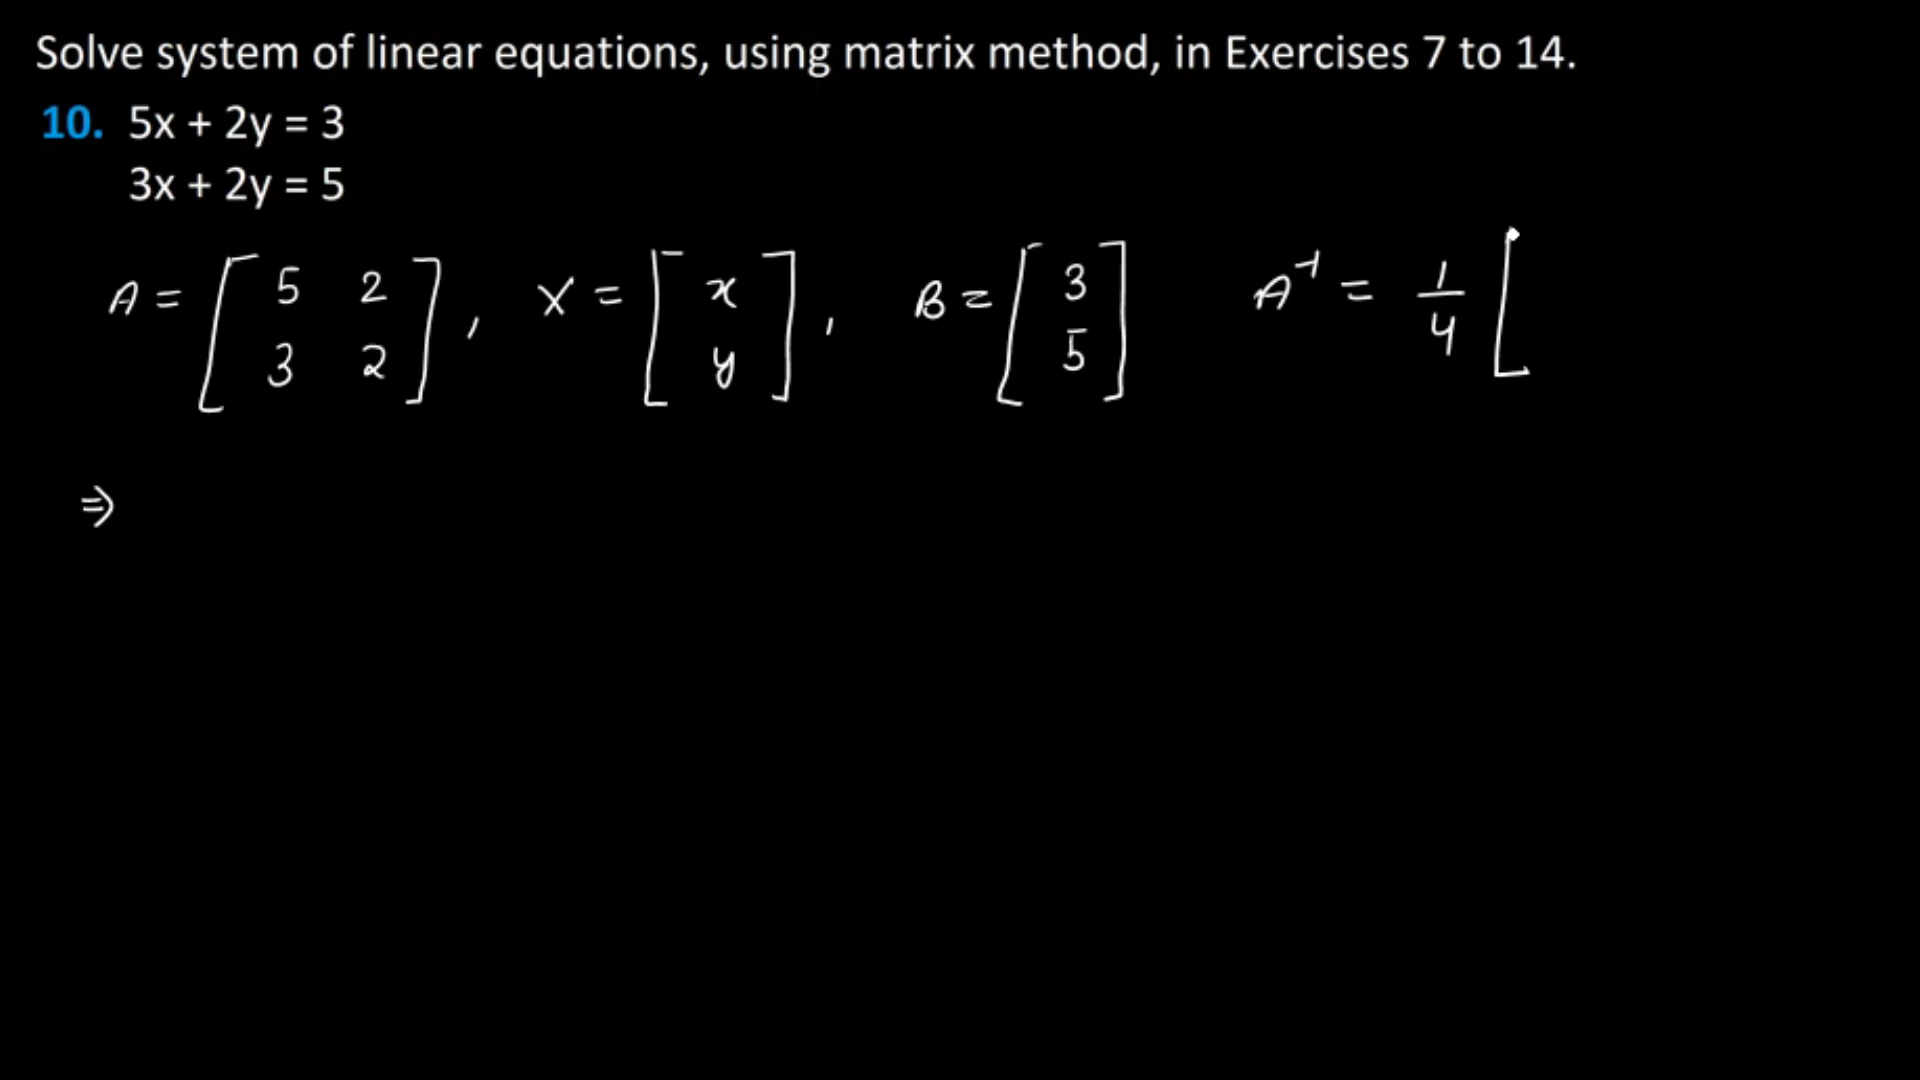 Solve system of linear equations, using matrix method, in Exercises 7 to 14.
10. 5x + 2y = 3
3x + 2y = 5
A = [ 5 2 3 2 ] , X = [ x y ] , B = [ 3 5 ] A⁻¹ = 1/4 [
⇒